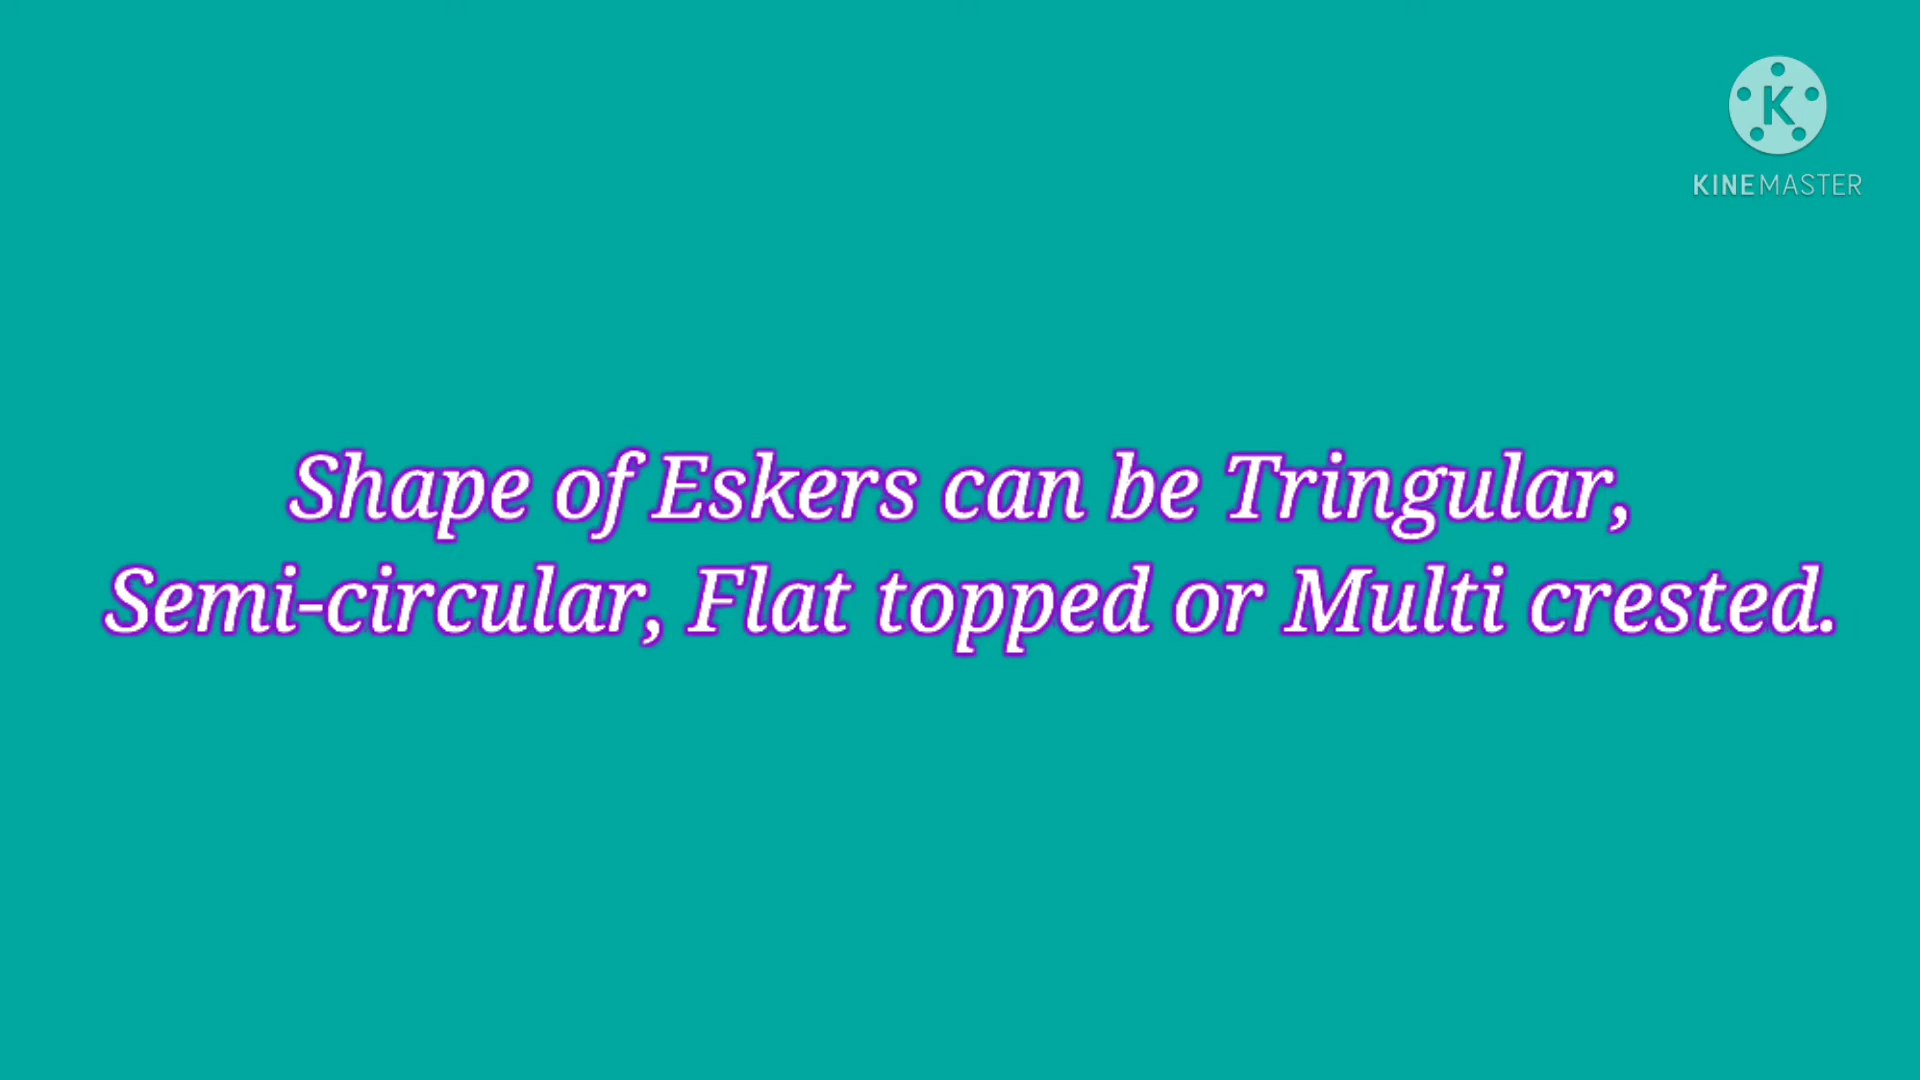 K
KINEMASTER
Shape of Eskers can be Tringular,
Semi-circular, Flat topped or Multi crested.